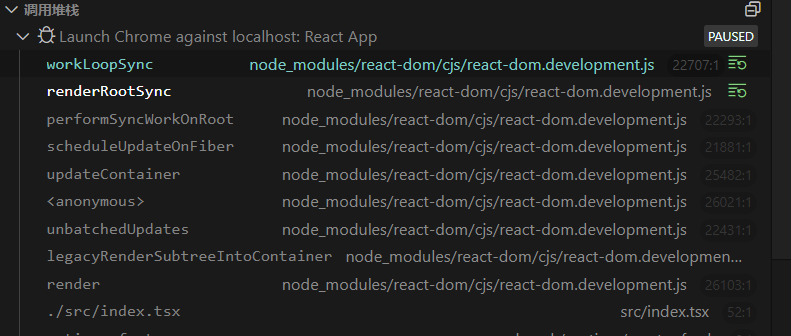 调用堆栈
Launch Chrome against localhost: React App PAUSED
workLoopSync node_modules/react-dom/cjs/react-dom.development.js 22707:1
renderRootSync node_modules/react-dom/cjs/react-dom.development.js
performSyncWorkOnRoot node_modules/react-dom/cjs/react-dom.development.js 22293:1
scheduleUpdateOnFiber node_modules/react-dom/cjs/react-dom.development.js 21881:1
updateContainer node_modules/react-dom/cjs/react-dom.development.js 25482:1
<anonymous> node_modules/react-dom/cjs/react-dom.development.js 26021:1
unbatchedUpdates node_modules/react-dom/cjs/react-dom.development.js 22431:1
legacyRenderSubtreeIntoContainer node_modules/react-dom/cjs/react-dom.developmen...
render node_modules/react-dom/cjs/react-dom.development.js 26103:1
./src/index.tsx src/index.tsx 52:1